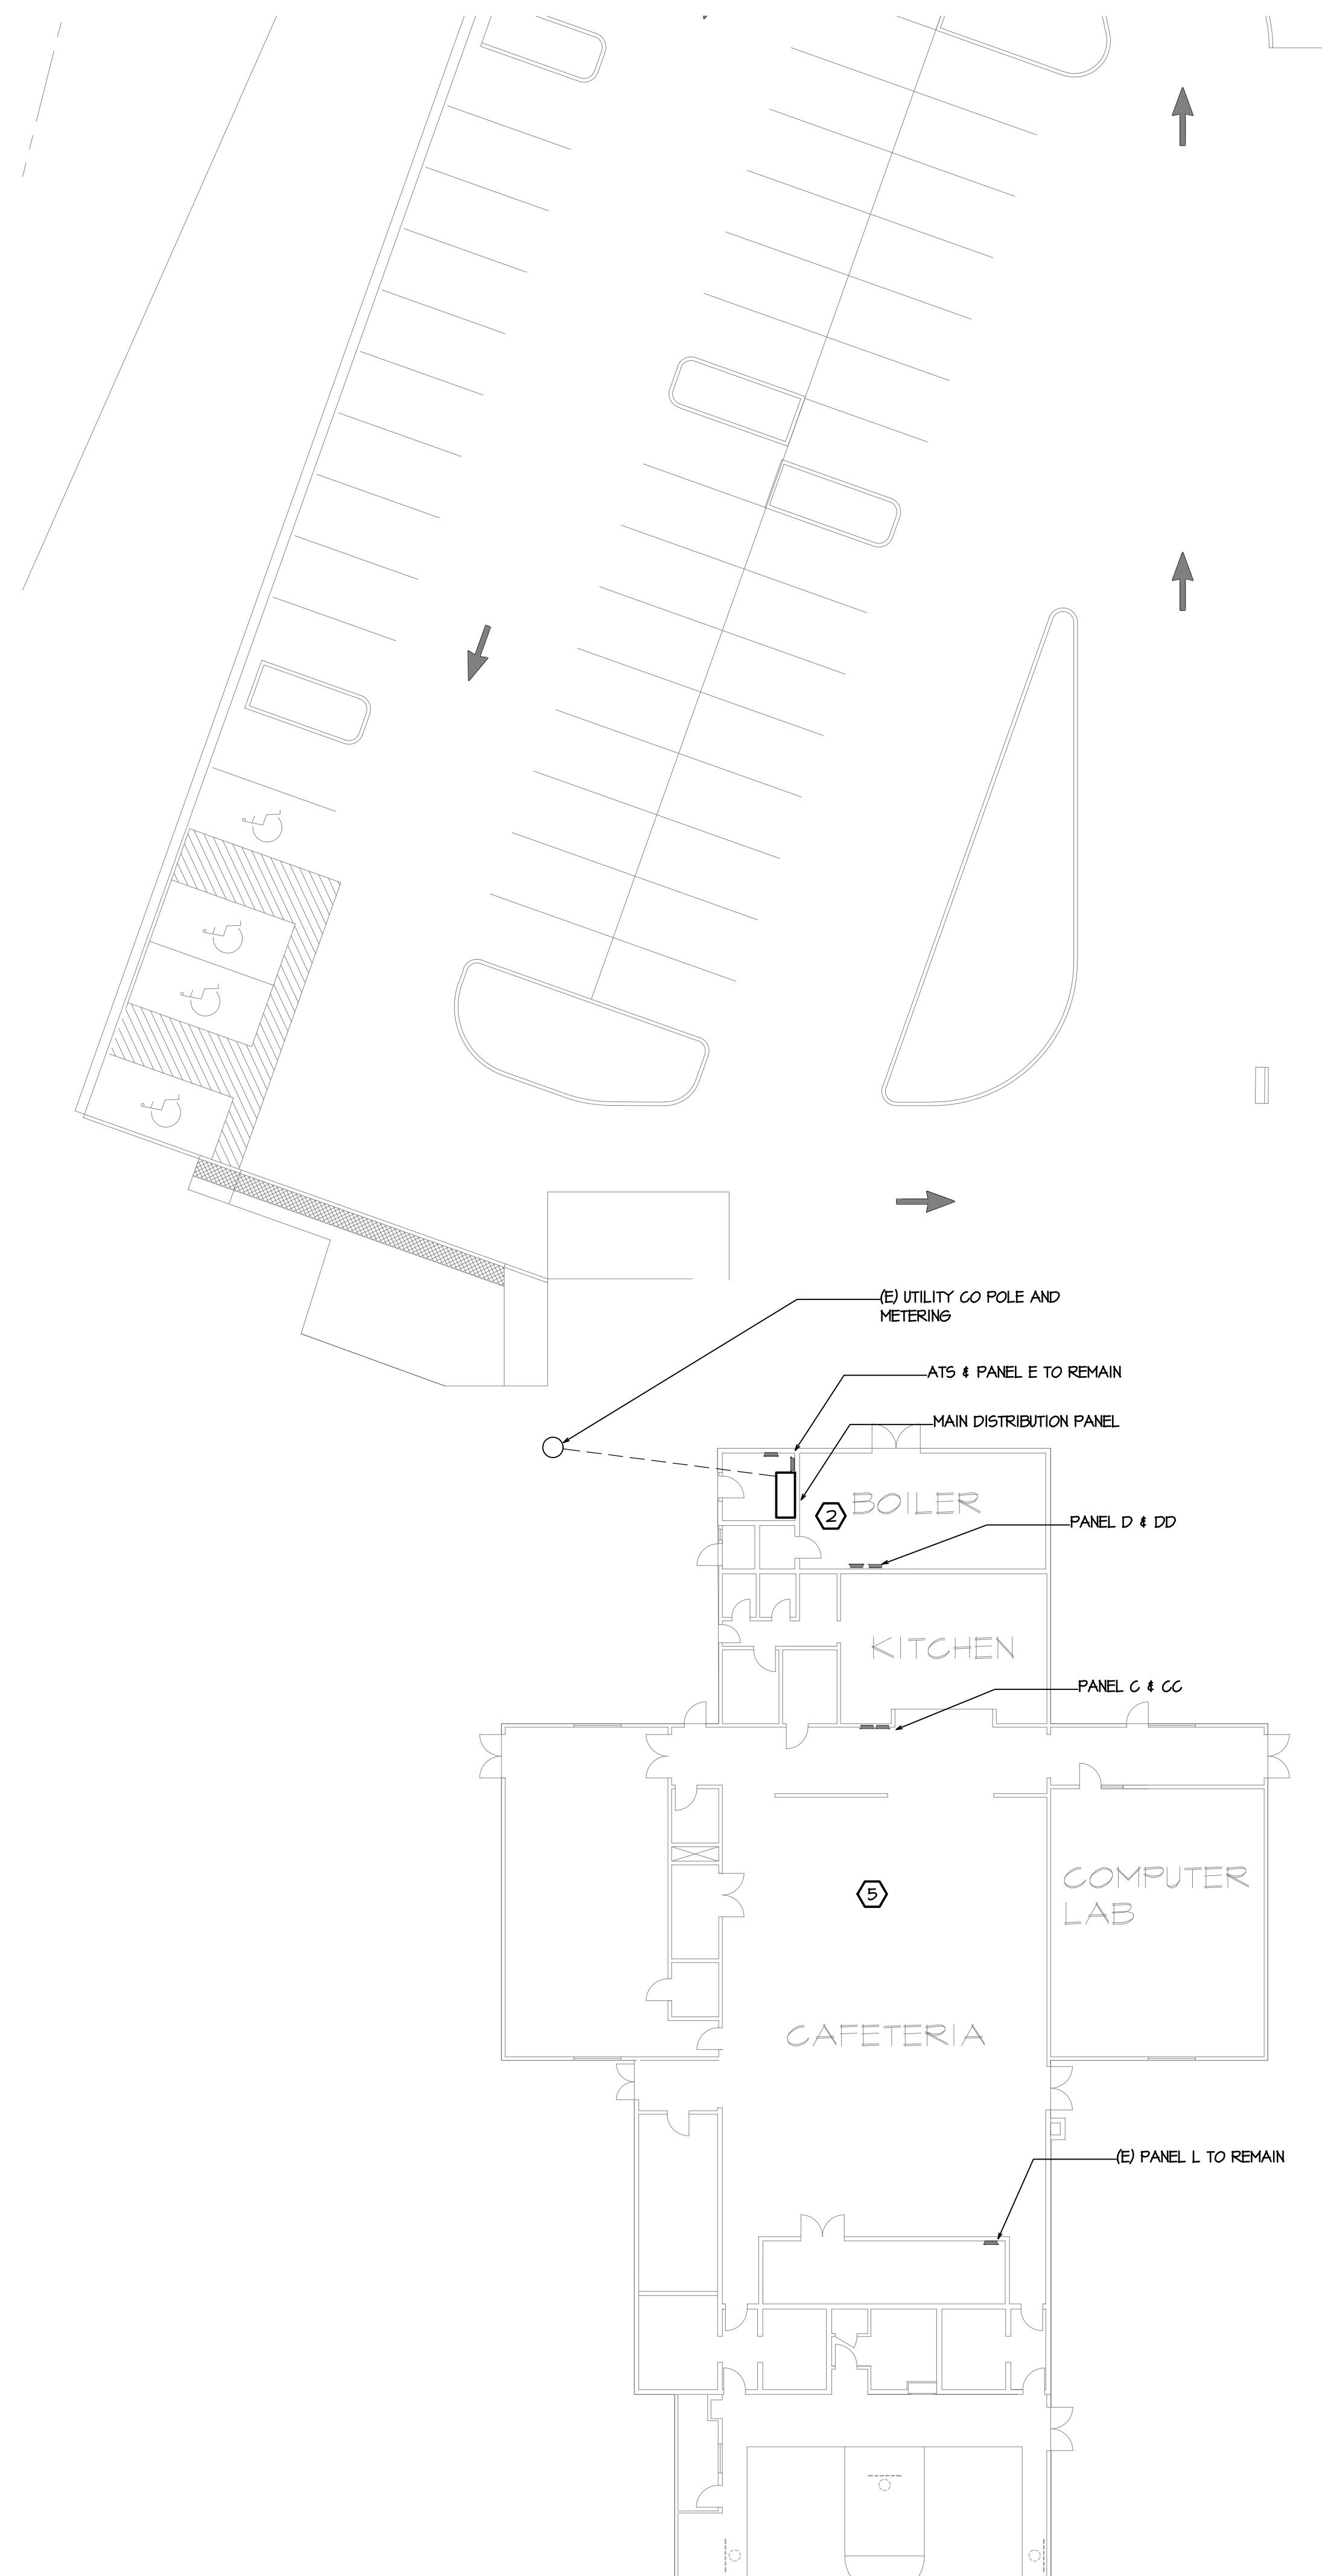 (E) UTILITY CO POLE AND
METERING
ATS & PANEL E TO REMAIN
MAIN DISTRIBUTION PANEL
2
BOILER
PANEL D & DD
KITCHEN
PANEL C & CC
COMPUTER
LAB
5
CAFETERIA
(E) PANEL L TO REMAIN